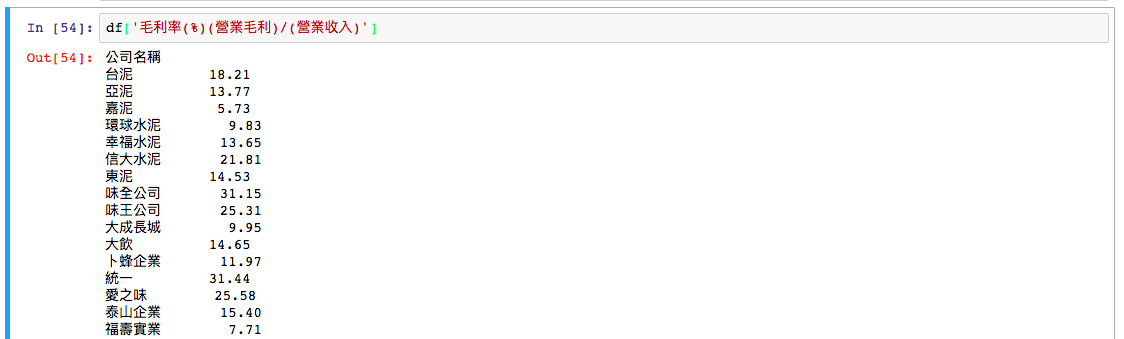 In [54]: df['毛利率(%)(營業毛利)/(營業收入)']
Out[54]: 公司名稱
台泥 18.21
亞泥 13.77
嘉泥 5.73
環球水泥 9.83
幸福水泥 13.65
信大水泥 21.81
東泥 14.53
味全公司 31.15
味王公司 25.31
大成長城 9.95
大飲 14.65
卜蜂企業 11.97
統一 31.44
愛之味 25.58
泰山企業 15.40
福壽實業 7.71